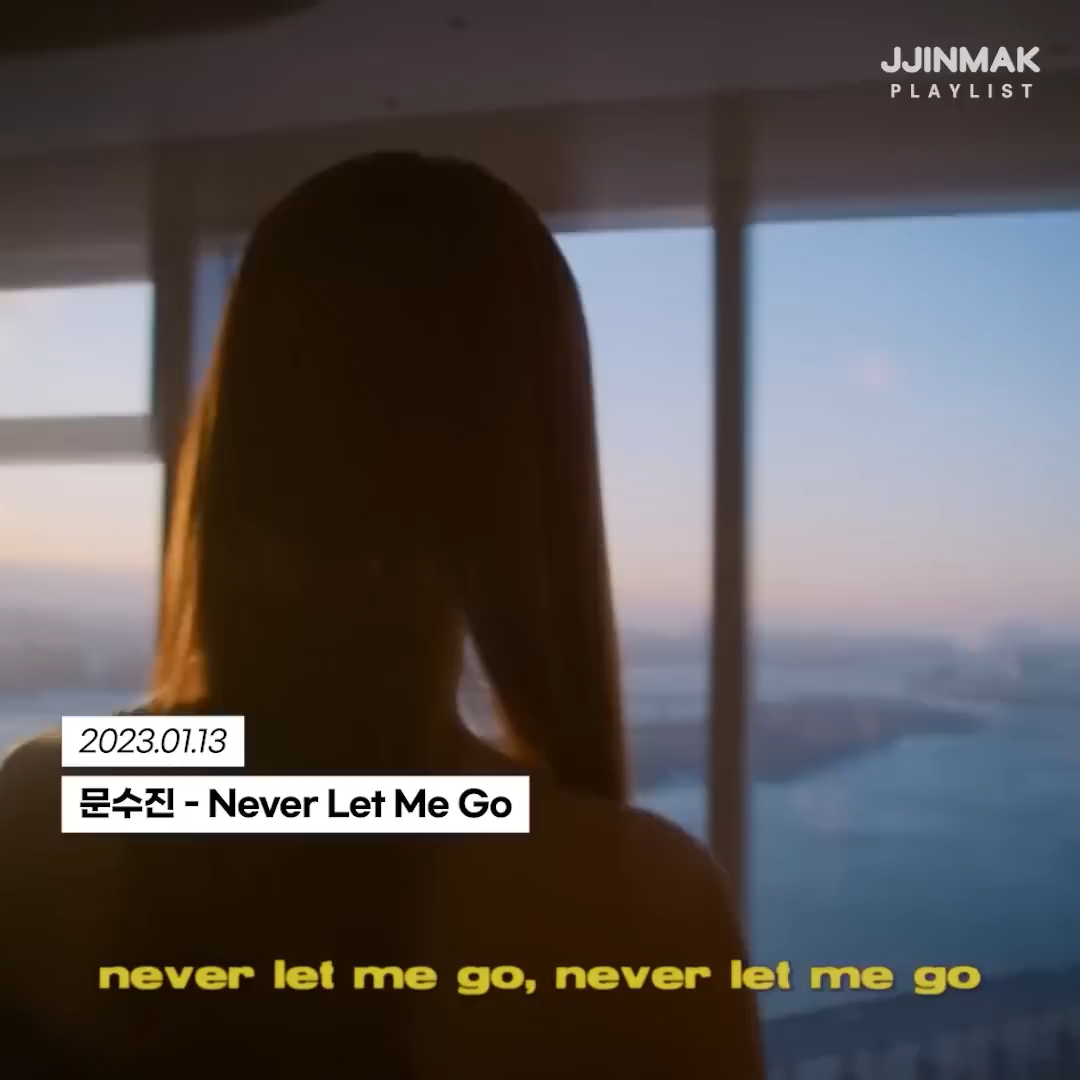 JJINMAK
PLAYLIST
2023.01.13
문수진 - Never Let Me Go
never let me go, never let me go